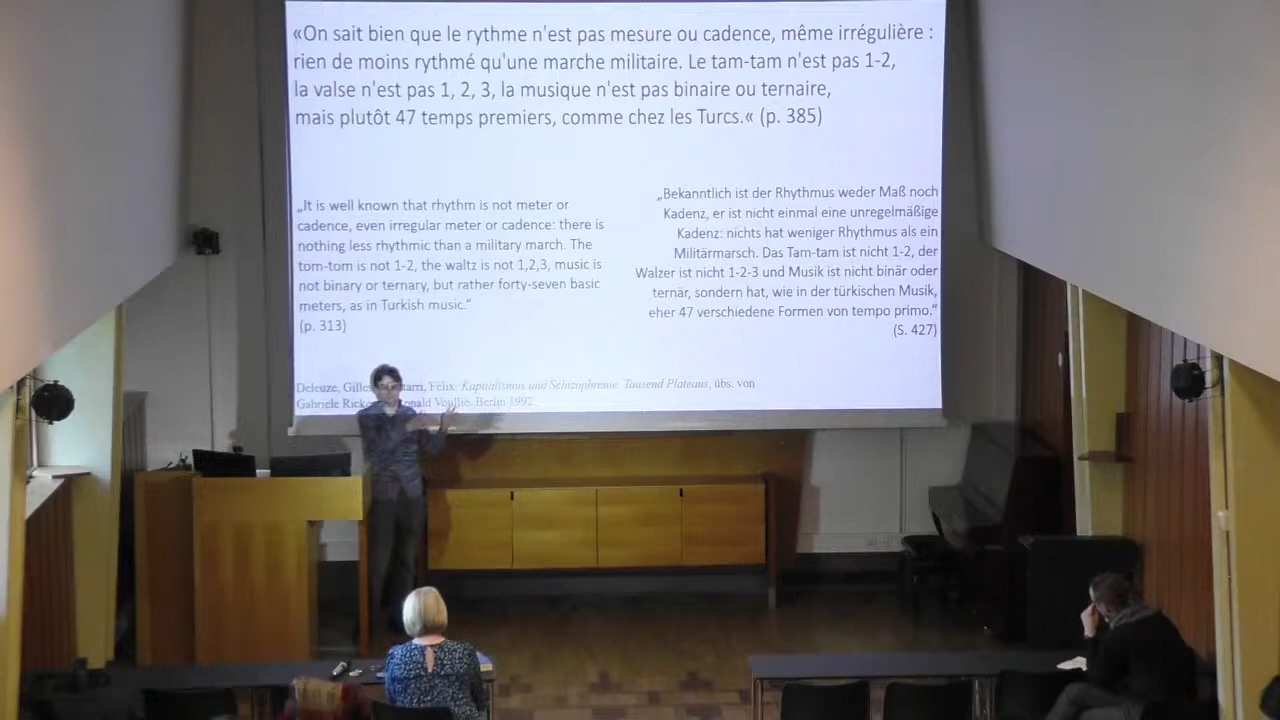 «On sait bien que le rythme n'est pas mesure ou cadence, même irrégulière :
rien de moins rythmé qu'une marche militaire. Le tam-tam n'est pas 1-2,
la valse n'est pas 1, 2, 3, la musique n'est pas binaire ou ternaire,
mais plutôt 47 temps premiers, comme chez les Turcs.« (p. 385)
„It is well known that rhythm is not meter or
cadence, even irregular meter or cadence: there is
nothing less rhythmic than a military march. The
tom-tom is not 1-2, the waltz is not 1,2,3, music is
not binary or ternary, but rather forty-seven basic
meters, as in Turkish music.“
(p. 313)
„Bekanntlich ist der Rhythmus weder Maß noch
Kadenz, er ist nicht einmal eine unregelmäßige
Kadenz: nichts hat weniger Rhythmus als ein
Militärmarsch. Das Tam-tam ist nicht 1-2, der
Walzer ist nicht 1-2-3 und Musik ist nicht binär oder
ternär, sondern hat, wie in der türkischen Musik,
eher 47 verschiedene Formen von tempo primo.“
(S. 427)
Deleuze, Félix: Kapitalismus und Schizophrenie. Tausend Plateaus, übs. von
Gabriele Voullié. Berlin 1992